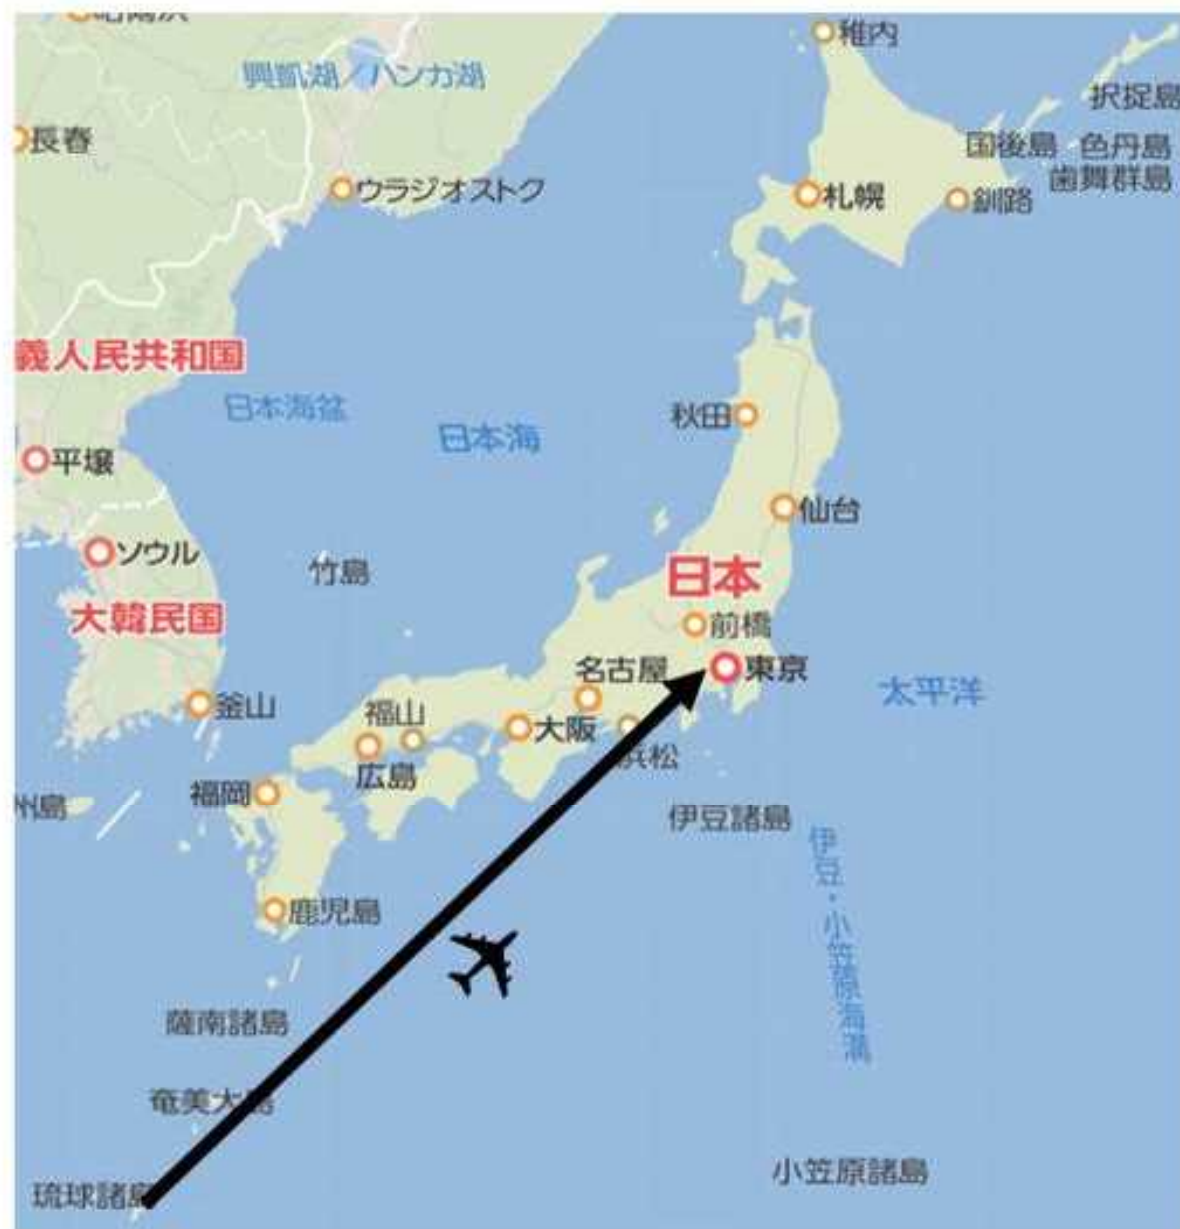 稚内
興凱湖／ハンカ湖
択捉島
長春
国後島
色丹島
ウラジオストク
歯舞群島
札幌
釧路
義人民共和国
日本海盆
秋田
日本海
平壌
仙台
ソウル
竹島
日本
大韓民国
前橋
名古屋
東京
太平洋
釜山
福山
大阪
浜松
広島
福岡
州島
伊豆諸島
伊豆・小笠原海溝
鹿児島
薩南諸島
奄美大島
小笠原諸島
琉球諸島